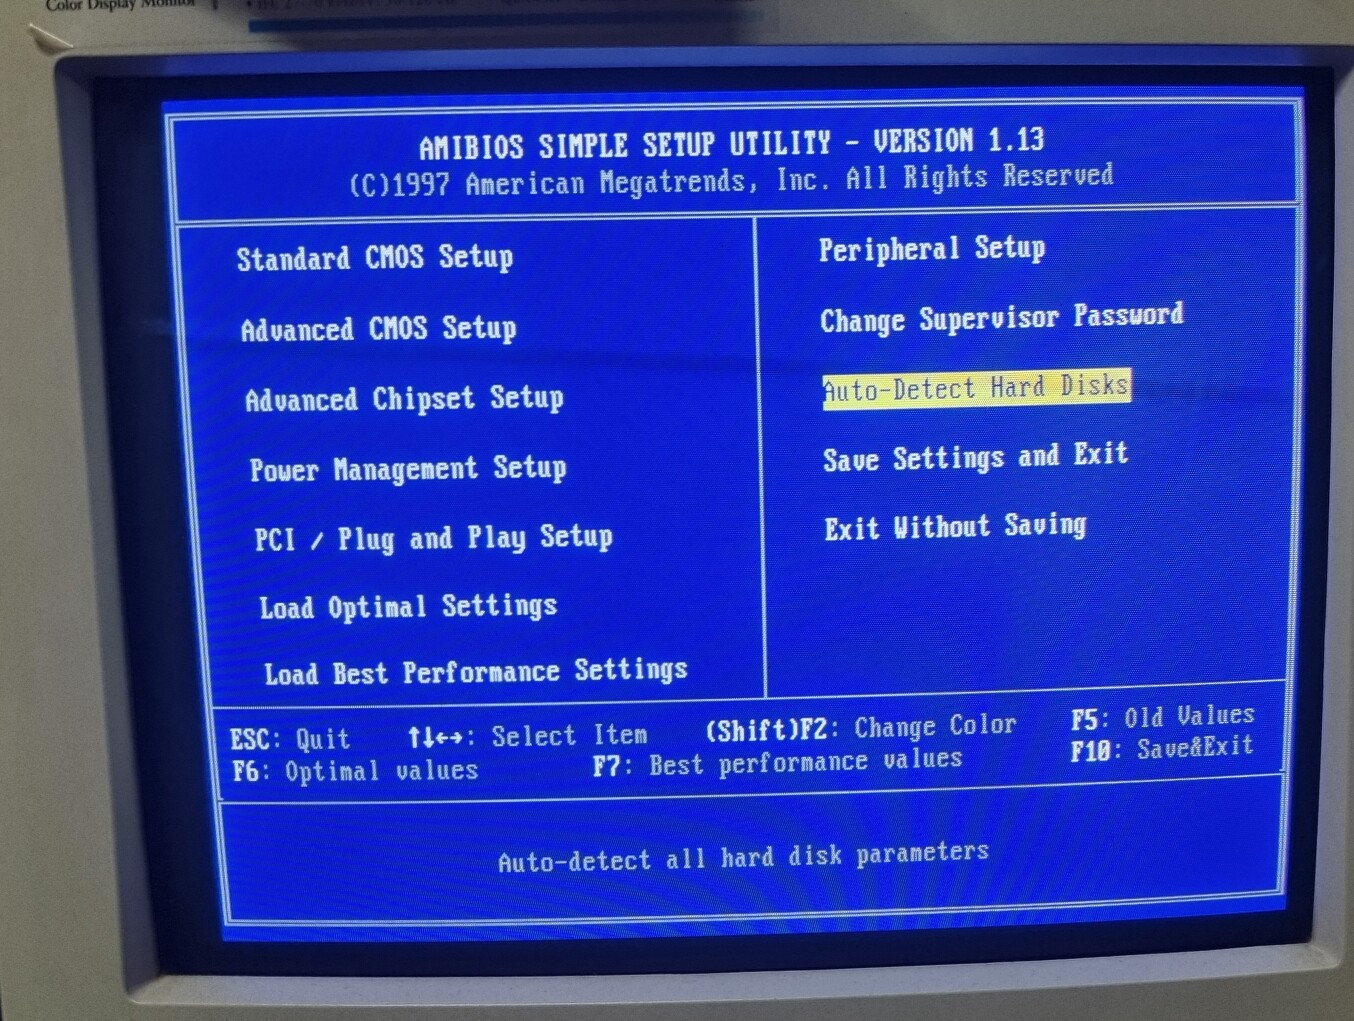 Color Display Monitor
AMIBIOS SIMPLE SETUP UTILITY - VERSION 1.13
(C)1997 American Megatrends, Inc. All Rights Reserved
Standard CMOS Setup
Advanced CMOS Setup
Advanced Chipset Setup
Power Management Setup
PCI / Plug and Play Setup
Load Optimal Settings
Load Best Performance Settings
Peripheral Setup
Change Supervisor Password
Auto-Detect Hard Disks
Save Settings and Exit
Exit Without Saving
ESC: Quit ↑↓←→: Select Item (Shift)F2: Change Color F5: Old Values
F6: Optimal values F7: Best performance values F10: Save&Exit
Auto-detect all hard disk parameters